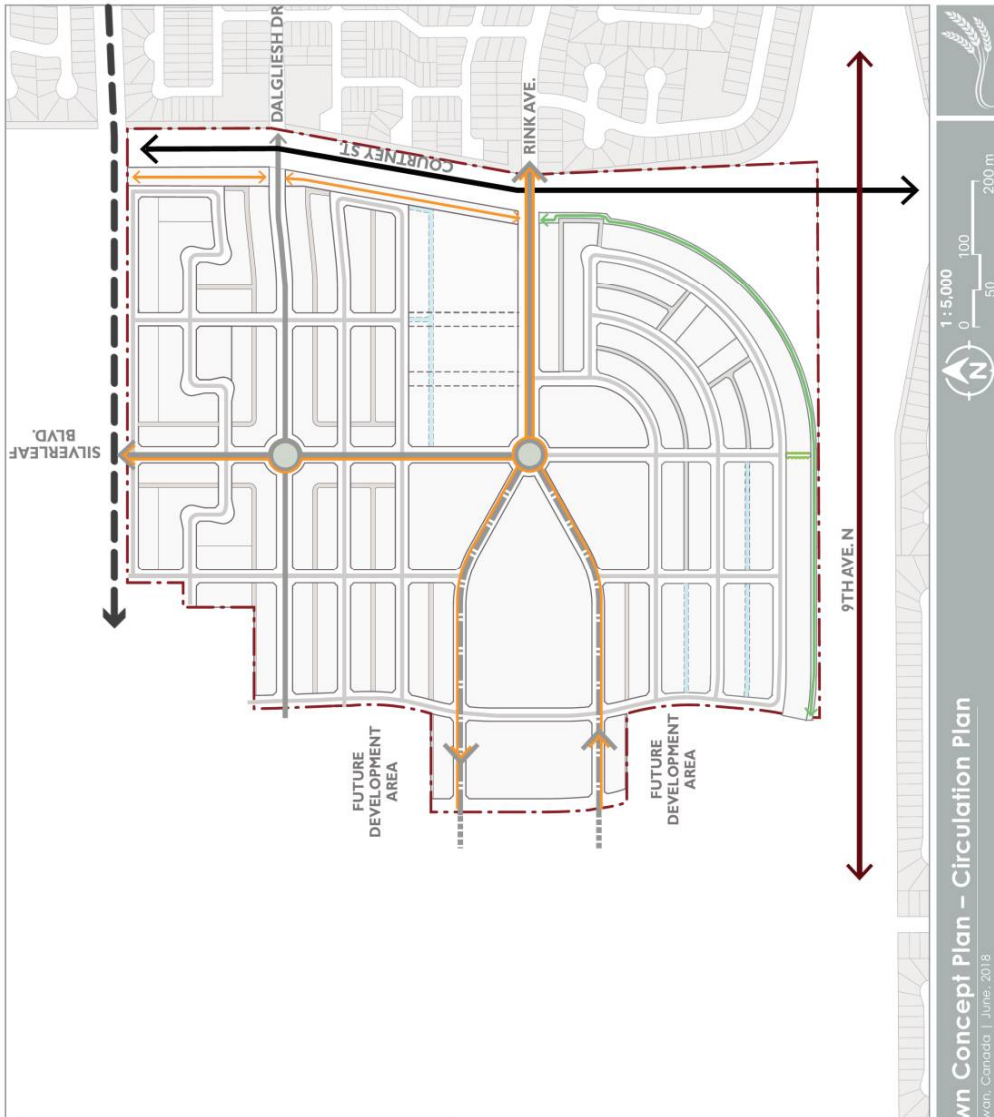 SILVERLEAF
BLVD.
DALGLIESH DR
COURTNEY ST.
RINK AVE.
9TH AVE. N
FUTURE
DEVELOPMENT
AREA
FUTURE
DEVELOPMENT
AREA
1 : 5,000
0 50 100 200 m
N
wn Concept Plan – Circulation Plan
wan, Canada | June, 2018